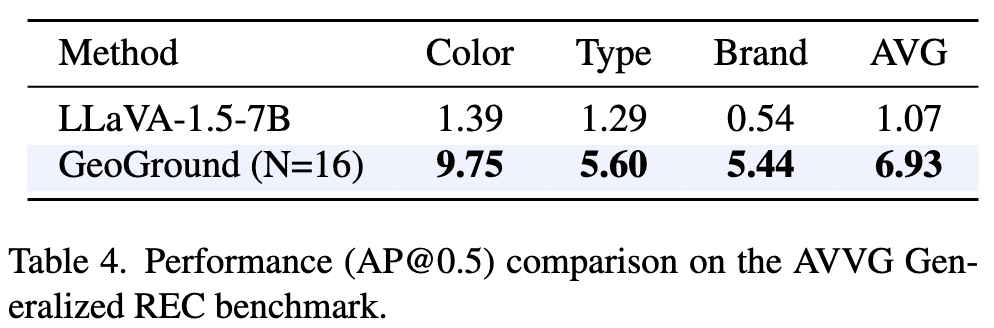 Method Color Type Brand AVG
LLaVA-1.5-7B 1.39 1.29 0.54 1.07
GeoGround (N=16) 9.75 5.60 5.44 6.93
Table 4. Performance (AP@0.5) comparison on the AVVG Gen-
eralized REC benchmark.